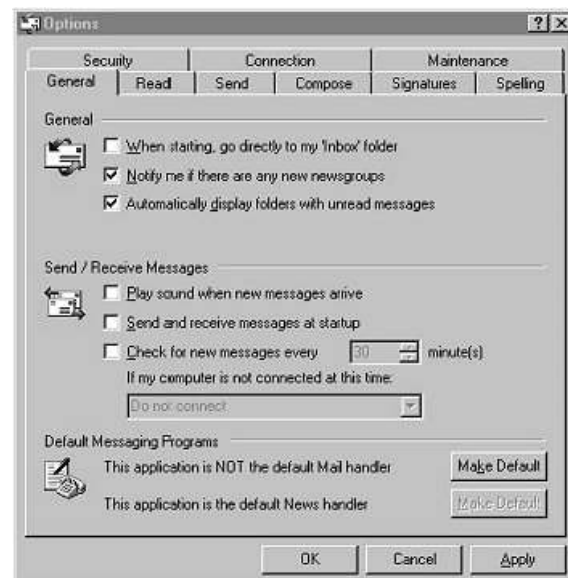 Options
Security Connection Maintenance
General Read Send Compose Signatures Spelling
General
When starting, go directly to my 'Inbox' folder
Notify me if there are any new newsgroups
Automatically display folders with unread messages
Send / Receive Messages
Play sound when new messages arrive
Send and receive messages at startup
Check for new messages every 30 minute(s)
If my computer is not connected at this time:
Do not connect
Default Messaging Programs
This application is NOT the default Mail handler Make Default
This application is the default News handler Make Default
OK Cancel Apply